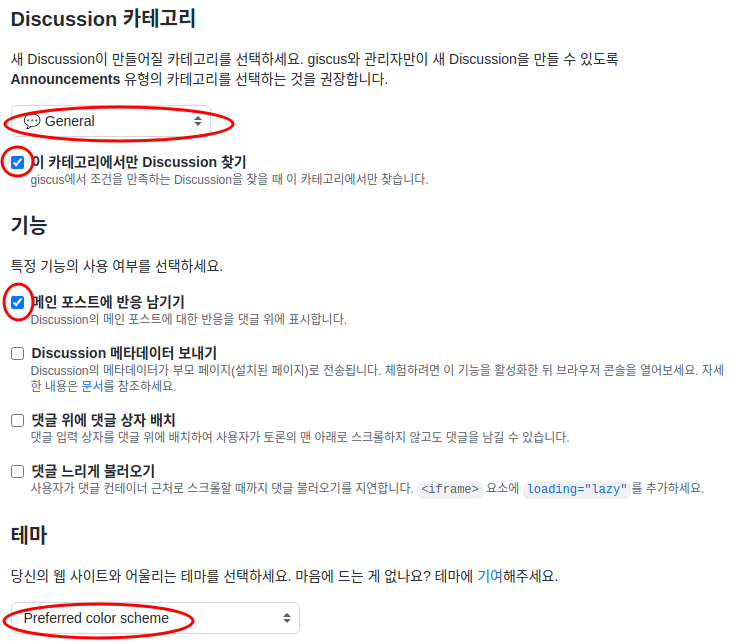 Discussion 카테고리
새 Discussion이 만들어질 카테고리를 선택하세요. giscus와 관리자만이 새 Discussion을 만들 수 있도록
Announcements 유형의 카테고리를 선택하는 것을 권장합니다.
💬 General
이 카테고리에서만 Discussion 찾기
giscus에서 조건을 만족하는 Discussion을 찾을 때 이 카테고리에서만 찾습니다.
기능
특정 기능의 사용 여부를 선택하세요.
메인 포스트에 반응 남기기
Discussion의 메인 포스트에 대한 반응을 댓글 위에 표시합니다.
Discussion 메타데이터 보내기
Discussion의 메타데이터가 부모 페이지(설치된 페이지)로 전송됩니다. 체험하려면 이 기능을 활성화한 뒤 브라우저 콘솔을 열어보세요. 자세
한 내용은 문서를 참조하세요.
댓글 위에 댓글 상자 배치
댓글 입력 상자를 댓글 위에 배치하여 사용자가 토론의 맨 아래로 스크롤하지 않고도 댓글을 남길 수 있습니다.
댓글 느리게 불러오기
사용자가 댓글 컨테이너 근처로 스크롤할 때까지 댓글 불러오기를 지연합니다. <iframe> 요소에 loading="lazy" 를 추가하세요.
테마
당신의 웹 사이트와 어울리는 테마를 선택하세요. 마음에 드는 게 없나요? 테마에 기여해주세요.
Preferred color scheme